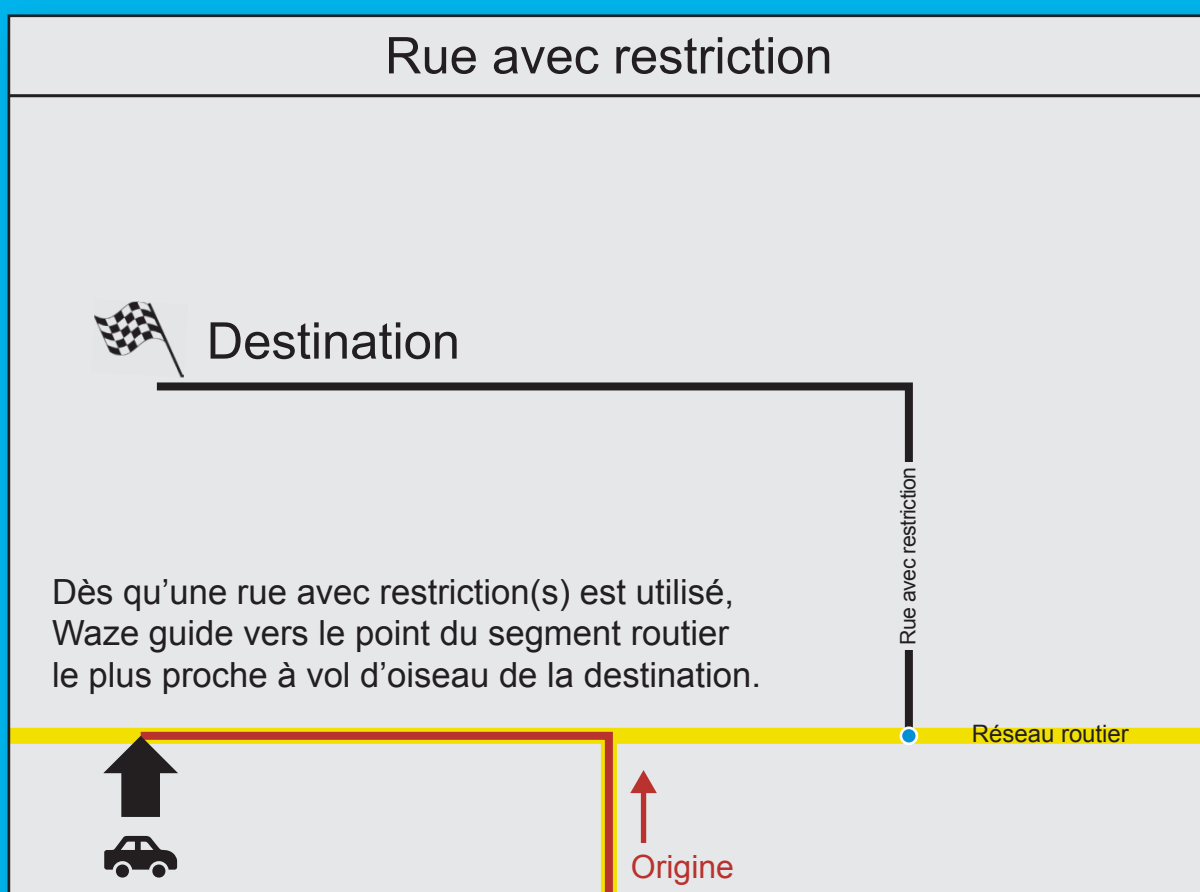 Rue avec restriction
Destination
Rue avec restriction
Dès qu’une rue avec restriction(s) est utilisé,
Waze guide vers le point du segment routier
le plus proche à vol d’oiseau de la destination.
Réseau routier
Origine